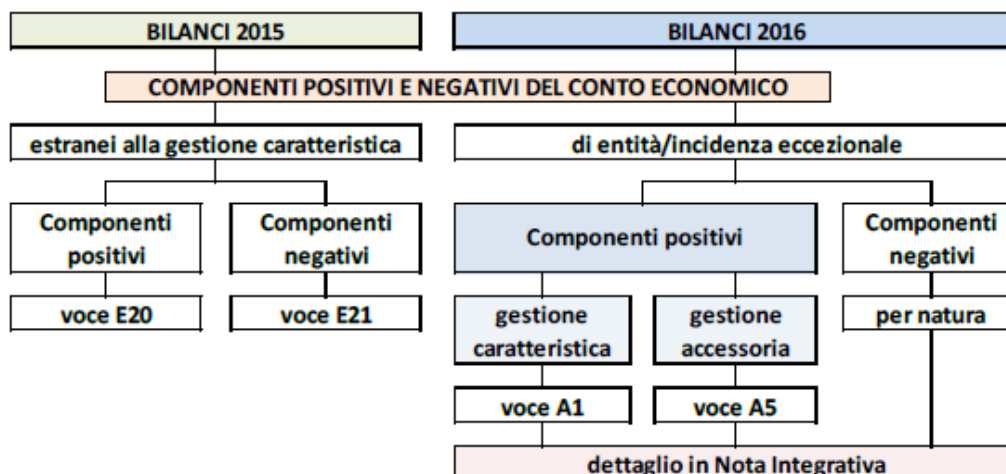 BILANCI 2015
BILANCI 2016
COMPONENTI POSITIVI E NEGATIVI DEL CONTO ECONOMICO
estranei alla gestione caratteristica
di entità/incidenza eccezionale
Componenti
positivi
Componenti
negativi
Componenti positivi
Componenti
negativi
voce E20
voce E21
gestione
caratteristica
gestione
accessoria
per natura
voce A1
voce A5
dettaglio in Nota Integrativa